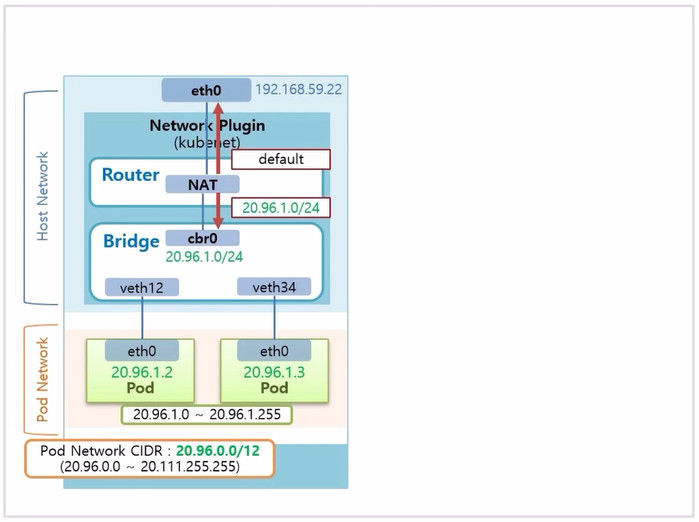 eth0
192.168.59.22
Network Plugin
(kubenet)
default
Router
NAT
20.96.1.0/24
Bridge
cbr0
20.96.1.0/24
veth12
veth34
Host Network
eth0
eth0
20.96.1.2
20.96.1.3
Pod
Pod
20.96.1.0 ~ 20.96.1.255
Pod Network
Pod Network CIDR : 20.96.0.0/12
(20.96.0.0 ~ 20.111.255.255)